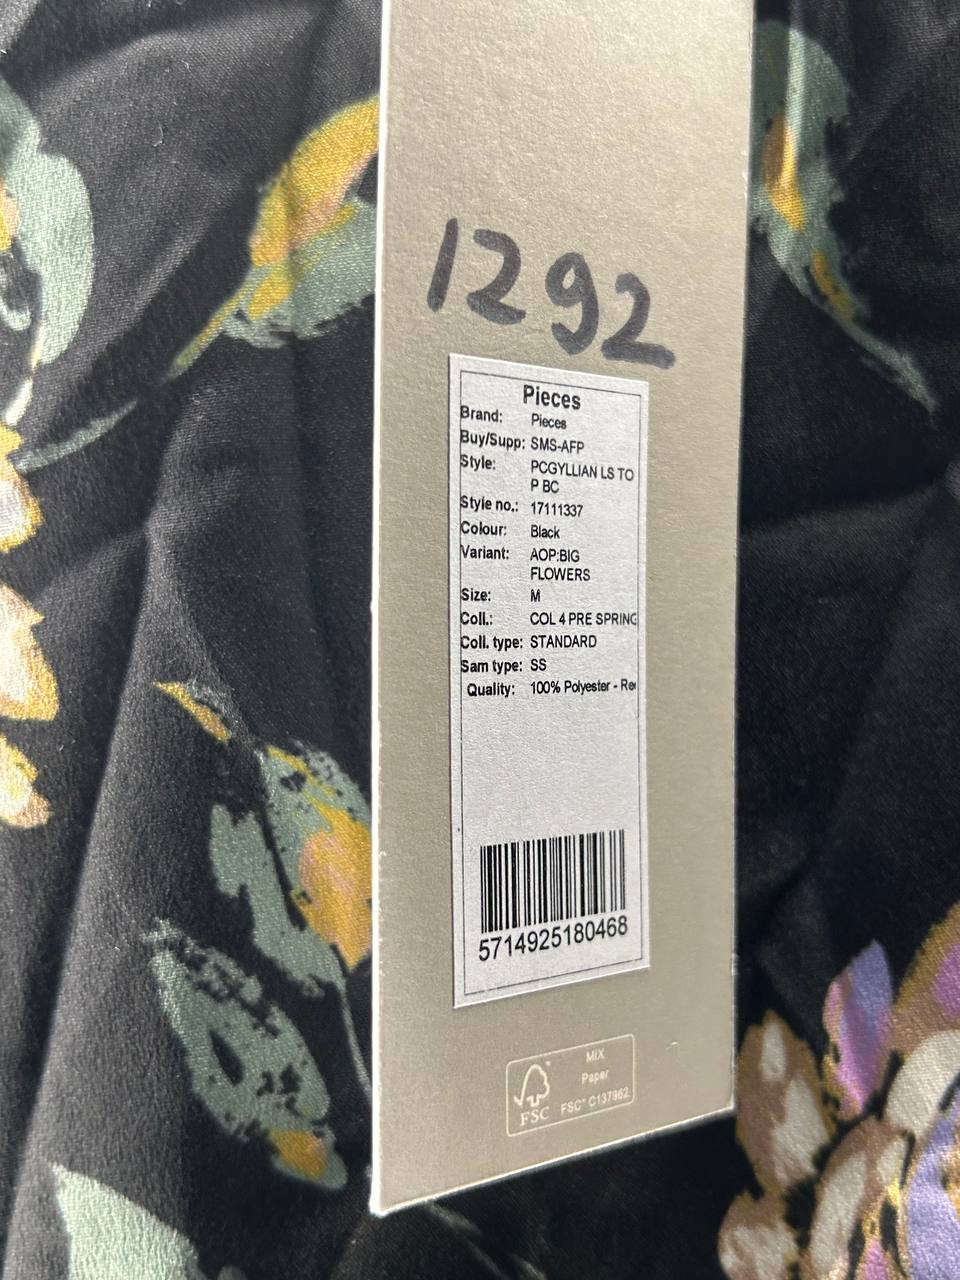 1292
Pieces
Brand: Pieces
Buy/Supp: SMS-AFP
Style: PCGYLLIAN LS TO
P BC
Style no.: 17111337
Colour: Black
Variant: AOP:BIG
FLOWERS
Size: M
Coll.: COL 4 PRE SPRING
Coll. type: STANDARD
Sam type: SS
Quality: 100% Polyester - Re
5714925180468
MIX
Paper
FSC
FSC™ C137962